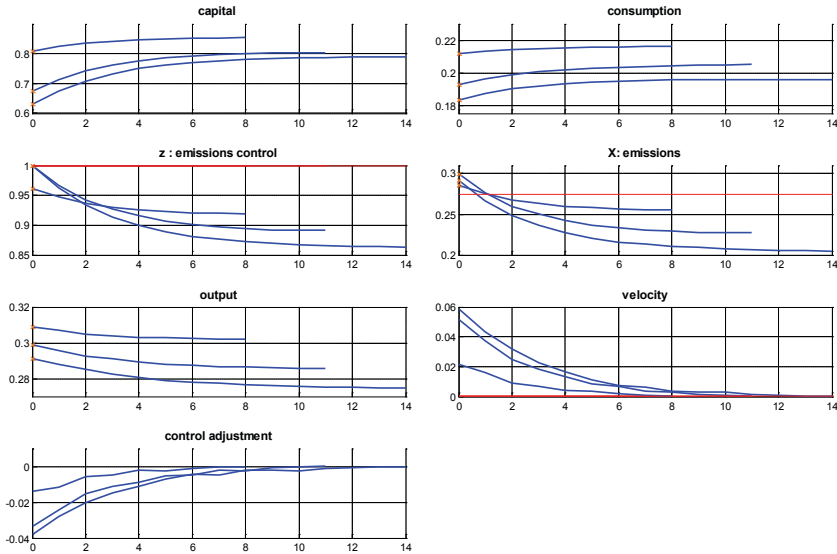 capital
0.8
0.7
0.6
0 2 4 6 8 10 12 14
consumption
0.22
0.2
0.18
0 2 4 6 8 10 12 14
z : emissions control
1
0.95
0.9
0.85
0 2 4 6 8 10 12 14
X: emissions
0.3
0.25
0.2
0 2 4 6 8 10 12 14
output
0.32
0.3
0.28
0 2 4 6 8 10 12 14
velocity
0.06
0.04
0.02
0
0 2 4 6 8 10 12 14
control adjustment
0
-0.02
-0.04
0 2 4 6 8 10 12 14